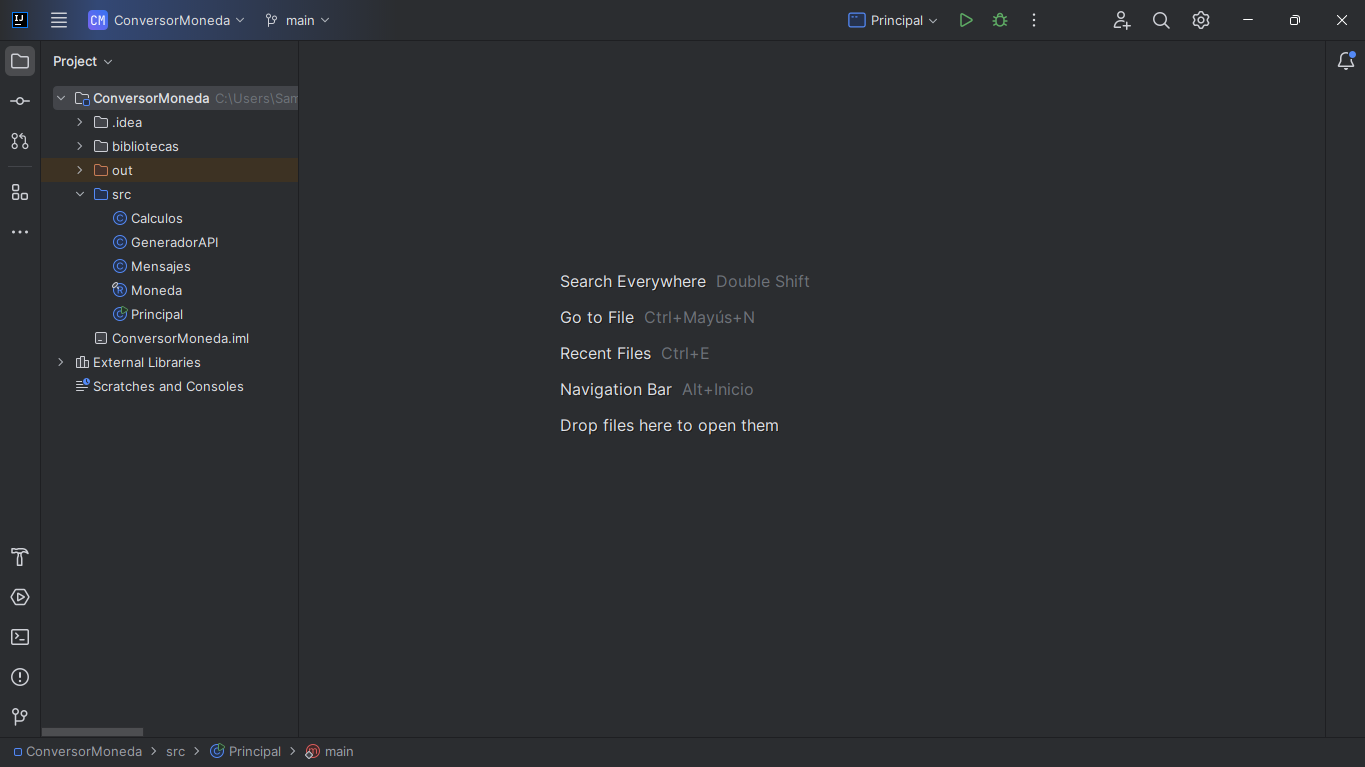 CM ConversorMoneda main Principal
Project
ConversorMoneda C:\Users\Sam
.idea
bibliotecas
out
src
Calculos
GeneradorAPI
Mensajes
Moneda
Principal
ConversorMoneda.iml
External Libraries
Scratches and Consoles
Search Everywhere Double Shift
Go to File Ctrl+Mayús+N
Recent Files Ctrl+E
Navigation Bar Alt+Inicio
Drop files here to open them
ConversorMoneda > src > Principal > main